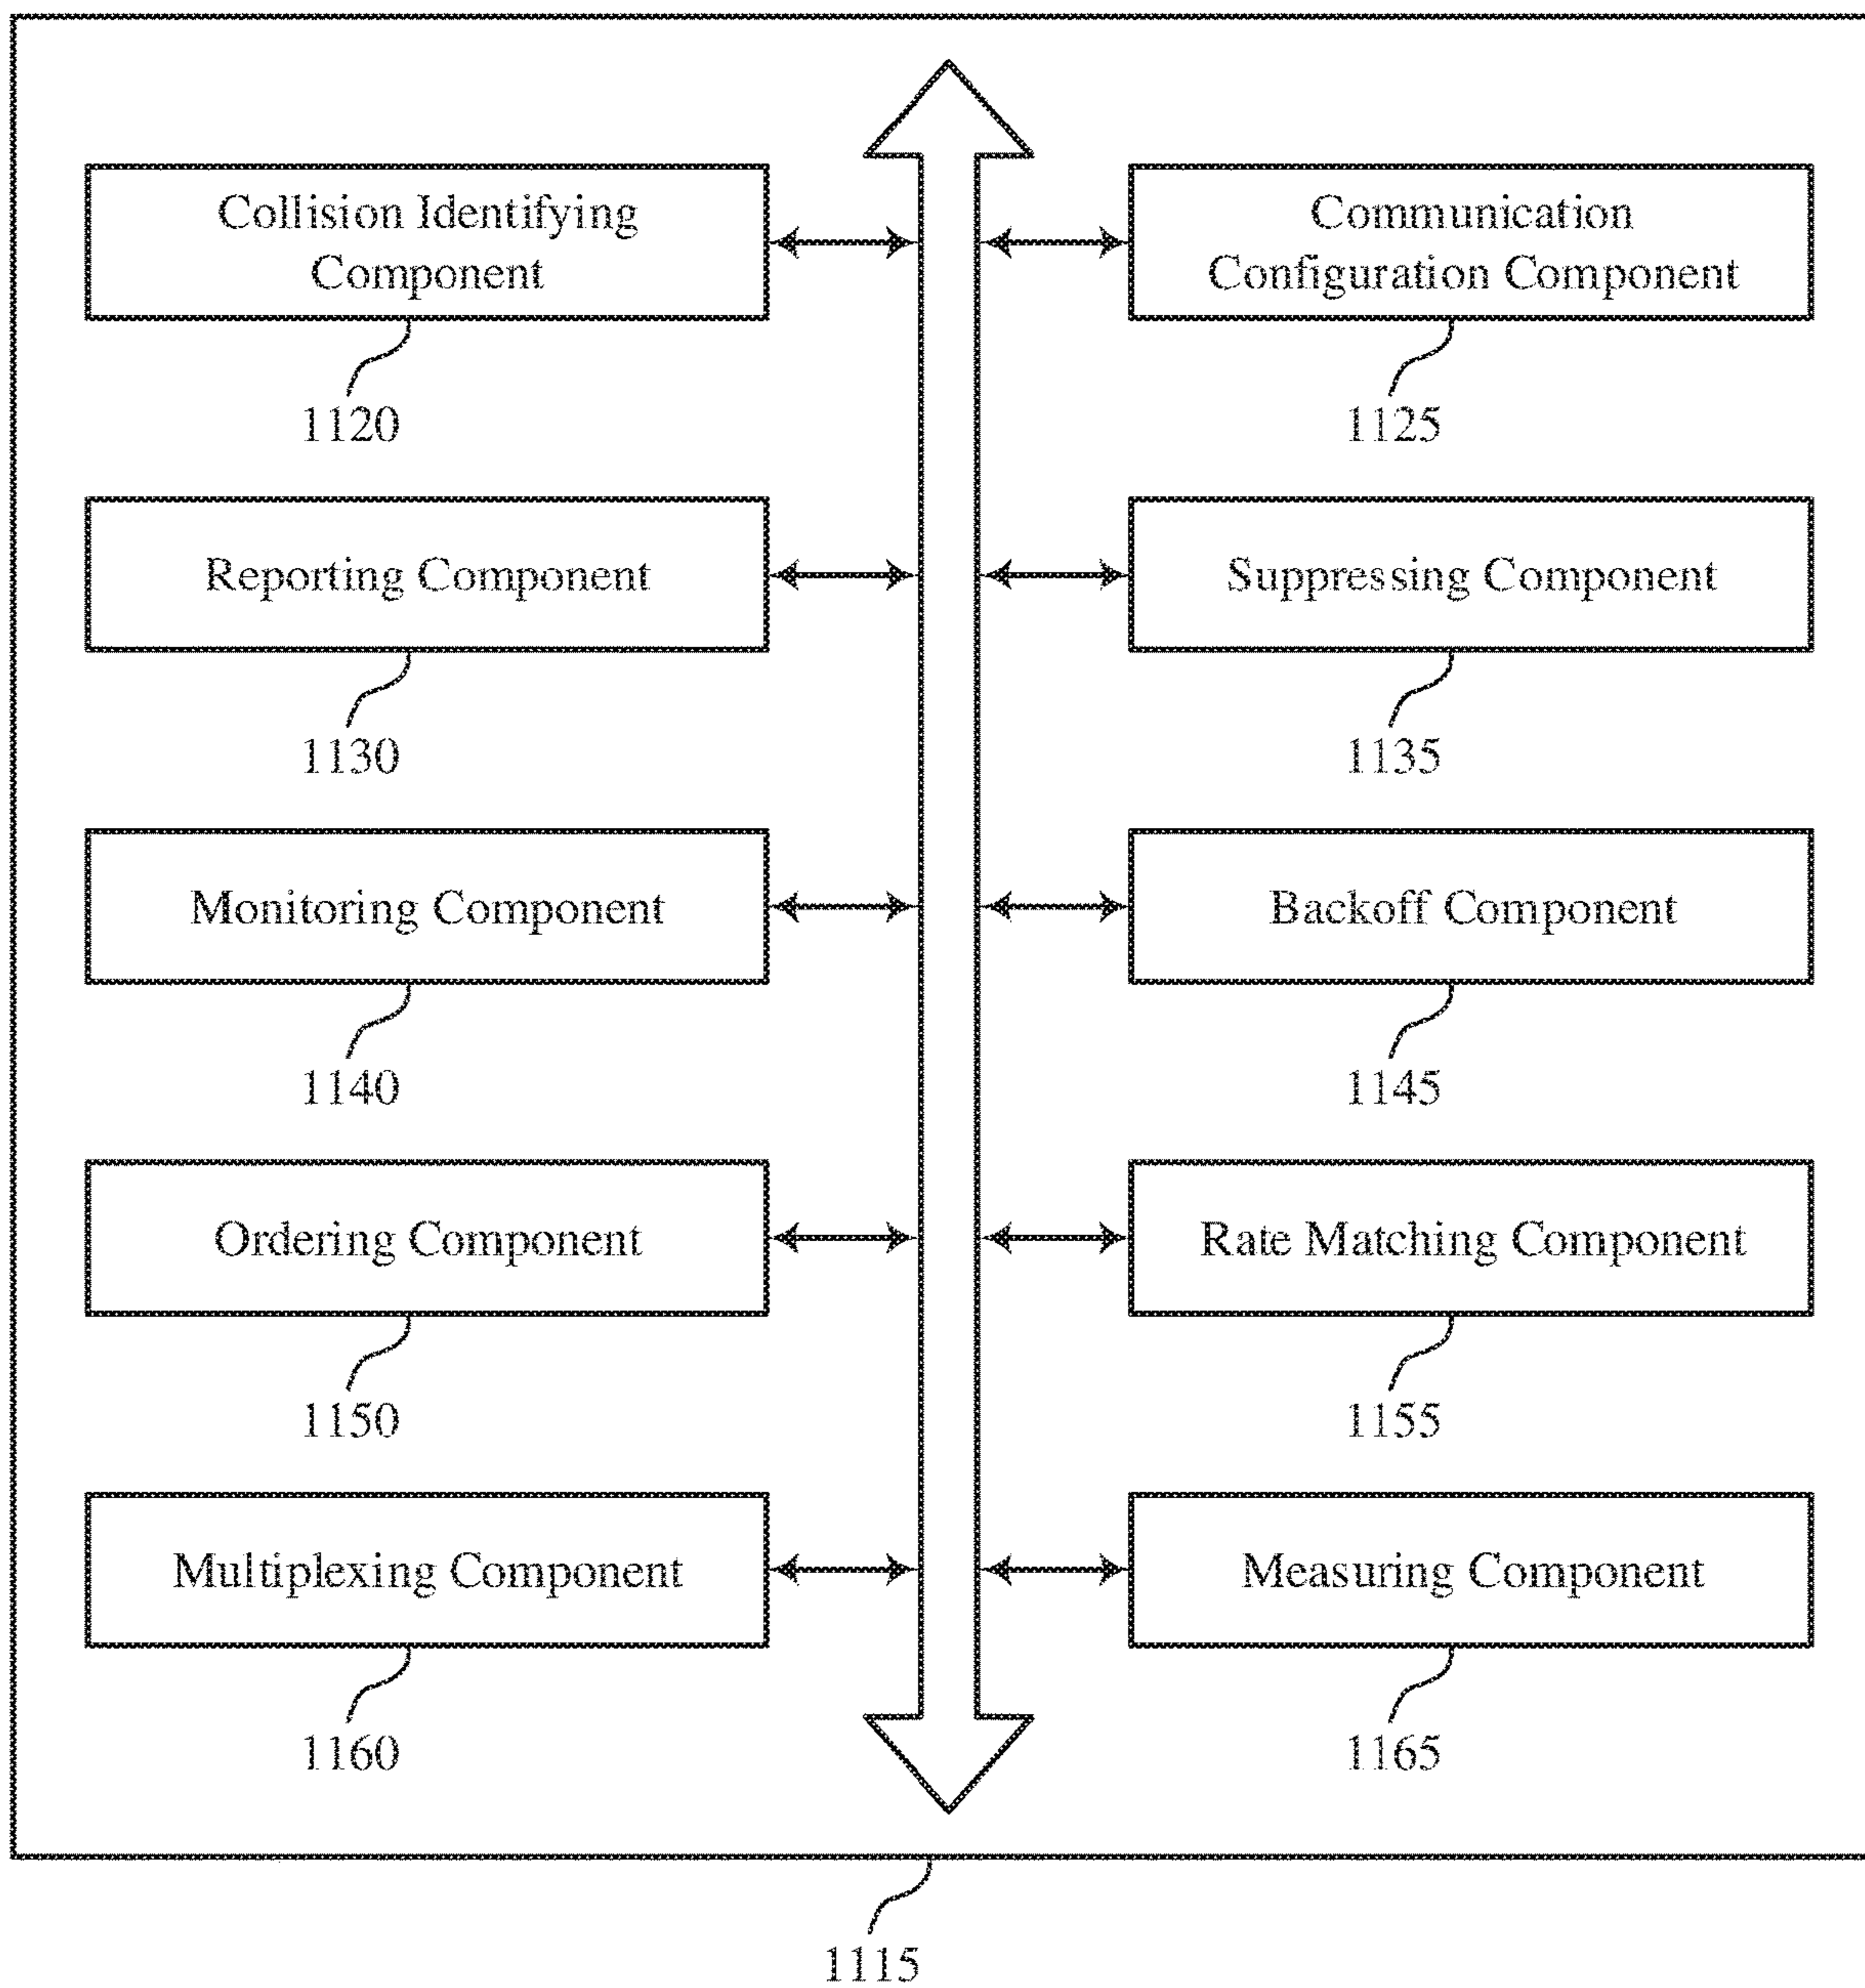 Collision Identifying
Component
1120
Communication
Configuration Component
1125
Reporting Component
1130
Suppressing Component
1135
Monitoring Component
1140
Backoff Component
1145
Ordering Component
1150
Rate Matching Component
1155
Multiplexing Component
1160
Measuring Component
1165
1115